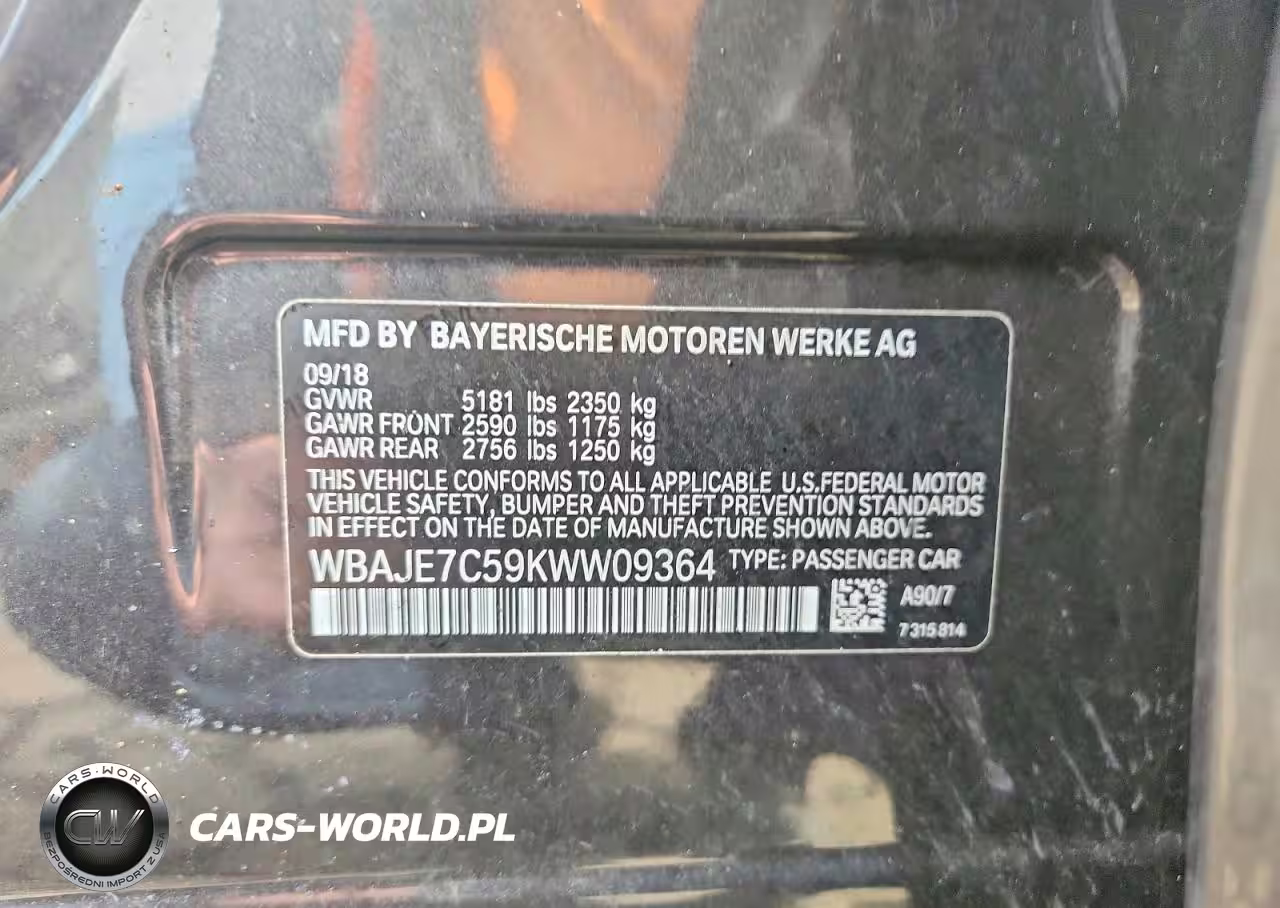 MFD BY BAYERISCHE MOTOREN WERKE AG
09/18
GVWR 5181 lbs 2350 kg
GAWR FRONT 2590 lbs 1175 kg
GAWR REAR 2756 lbs 1250 kg
THIS VEHICLE CONFORMS TO ALL APPLICABLE U.S.FEDERAL MOTOR
VEHICLE SAFETY, BUMPER AND THEFT PREVENTION STANDARDS
IN EFFECT ON THE DATE OF MANUFACTURE SHOWN ABOVE.
WBAJE7C59KWW09364 TYPE: PASSENGER CAR
A90/7
7315814
CARS-WORLD
CW
BEZPOŚREDNI IMPORT Z USA
CARS-WORLD.PL